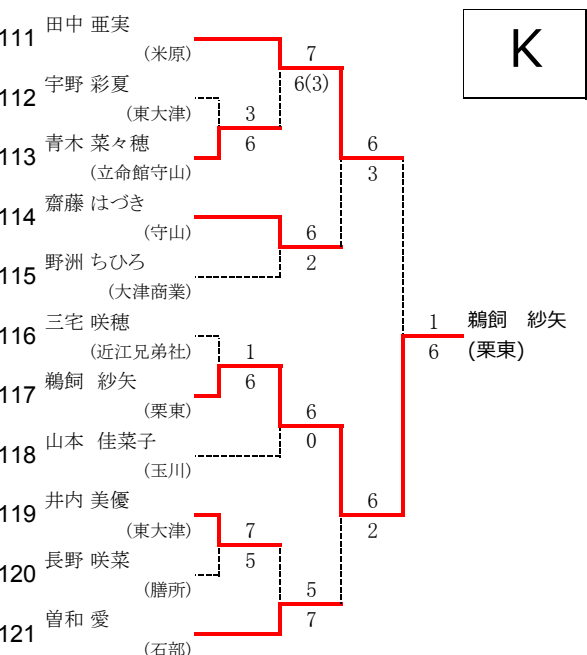 K
111 田中 亜実
(米原)
7
6(3)
112 宇野 彩夏
(東大津)
3
6
113 青木 菜々穂
(立命館守山)
6
3
114 齋藤 はづき
(守山)
6
2
115 野洲 ちひろ
(大津商業)
116 三宅 咲穂
(近江兄弟社)
1
6
1 鵜飼 紗矢
6 (栗東)
117 鵜飼 紗矢
(栗東)
6
0
118 山本 佳菜子
(玉川)
119 井内 美優
(東大津)
7
5
6
2
120 長野 咲菜
(膳所)
5
7
121 曽和 愛
(石部)